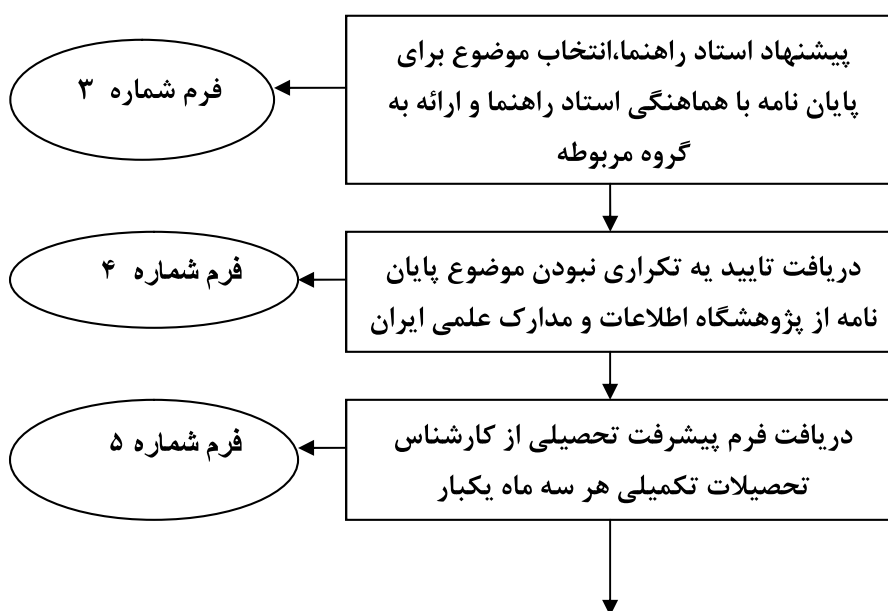 پیشنهاد استاد راهنما،انتخاب موضوع برای
پایان نامه با هماهنگی استاد راهنما و ارائه به
گروه مربوطه
فرم شماره ۳
دریافت تایید یه تکراری نبودن موضوع پایان
نامه از پژوهشگاه اطلاعات و مدارک علمی ایران
فرم شماره ۴
دریافت فرم پیشرفت تحصیلی از کارشناس
تحصیلات تکمیلی هر سه ماه یکبار
فرم شماره ۵